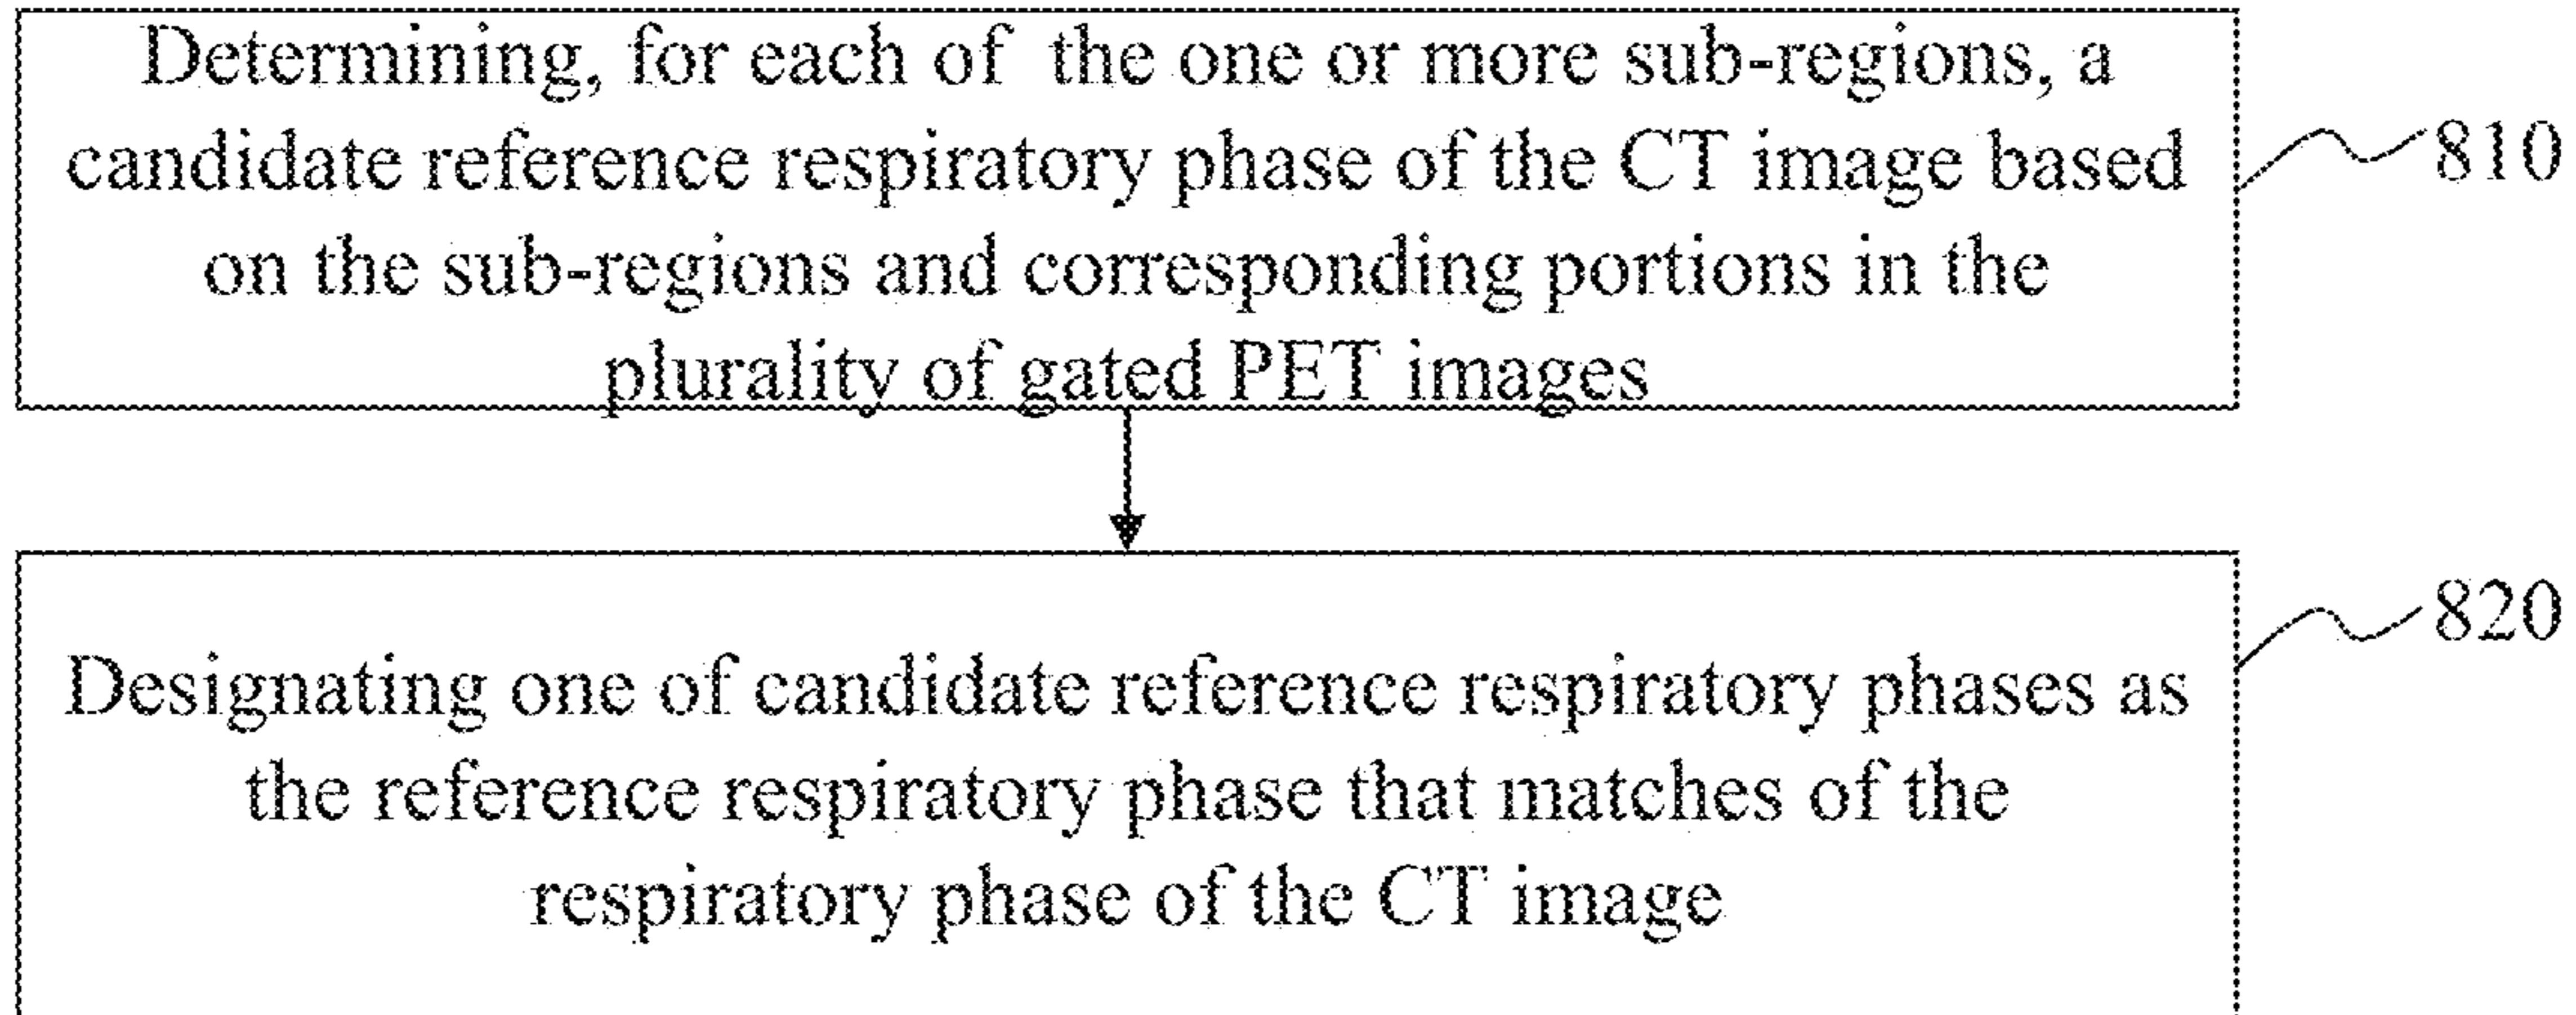 Determining, for each of the one or more sub-regions, a
candidate reference respiratory phase of the CT image based
on the sub-regions and corresponding portions in the
plurality of gated PET images
810
Designating one of candidate reference respiratory phases as
the reference respiratory phase that matches of the
respiratory phase of the CT image
820